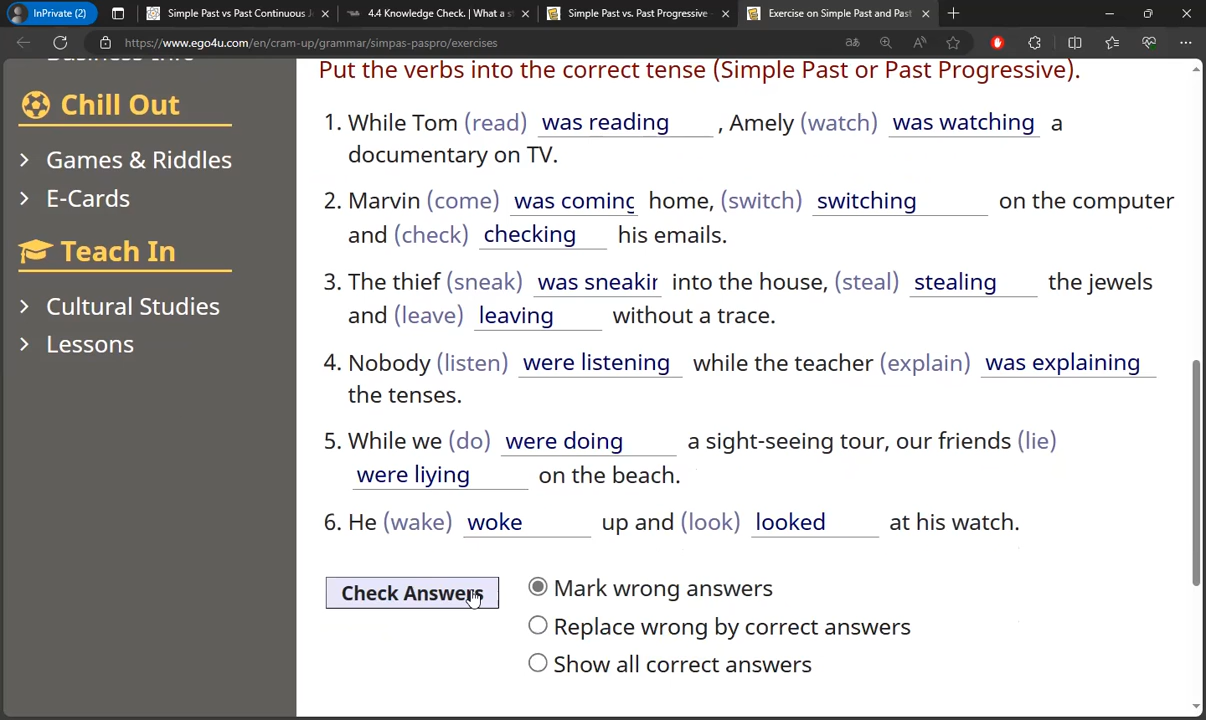 InPrivate (2)
Simple Past vs Past Continuous
4.4 Knowledge Check. | What a s
Simple Past vs. Past Progressive -
Exercise on Simple Past and Past
https://www.ego4u.com/en/cram-up/grammar/simpas-paspro/exercises
Business Info
Chill Out
Games & Riddles
E-Cards
Teach In
Cultural Studies
Lessons
Put the verbs into the correct tense (Simple Past or Past Progressive).
1. While Tom (read) was reading , Amely (watch) was watching a
documentary on TV.
2. Marvin (come) was coming home, (switch) switching on the computer
and (check) checking his emails.
3. The thief (sneak) was sneakin into the house, (steal) stealing the jewels
and (leave) leaving without a trace.
4. Nobody (listen) were listening while the teacher (explain) was explaining
the tenses.
5. While we (do) were doing a sight-seeing tour, our friends (lie)
were liying on the beach.
6. He (wake) woke up and (look) looked at his watch.
Check Answers
Mark wrong answers
Replace wrong by correct answers
Show all correct answers